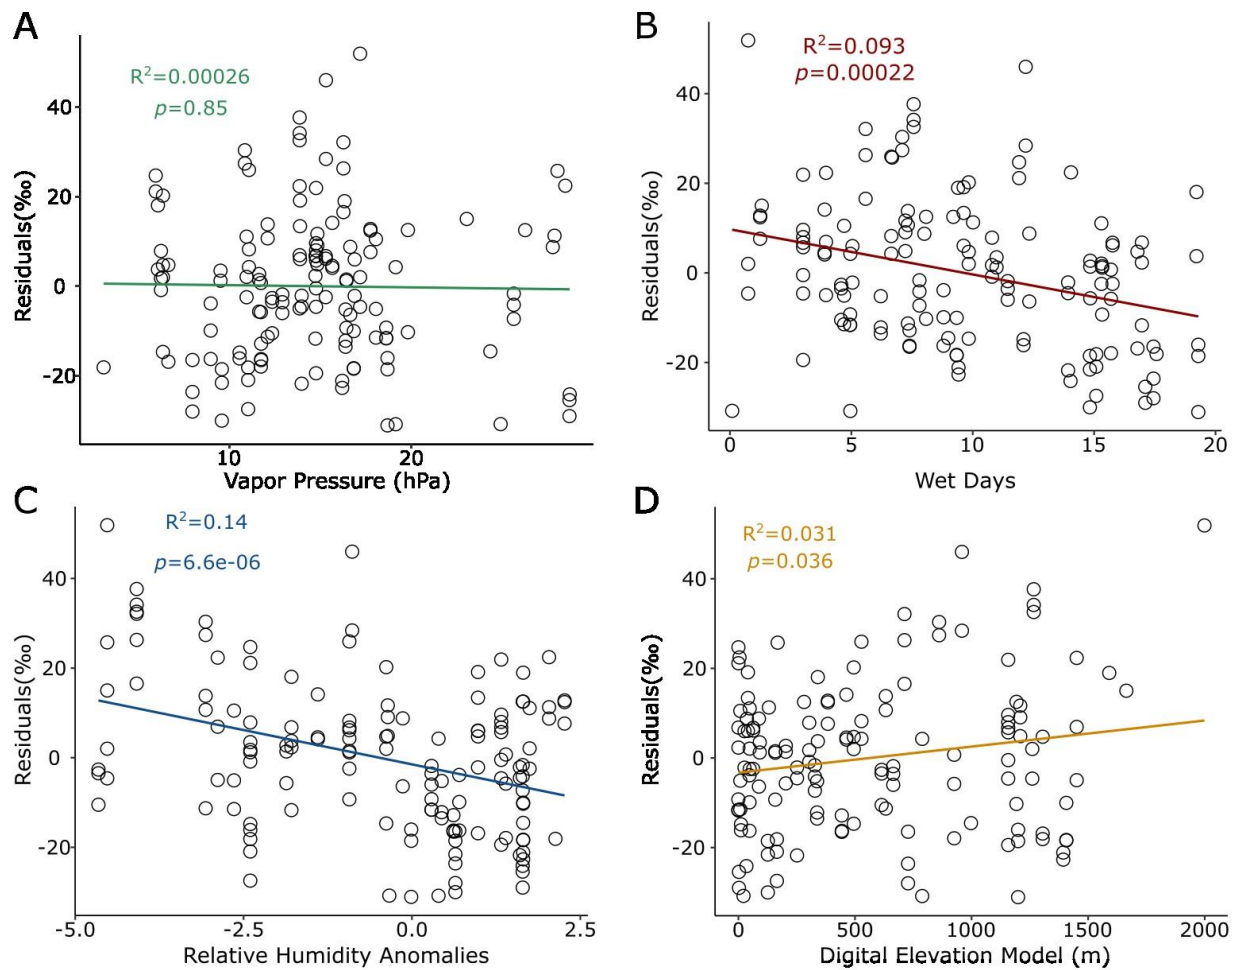 A
R²=0.00026
p=0.85
Residuals(‰)
40
20
0
-20
10
20
Vapor Pressure (hPa)
B
R²=0.093
p=0.00022
Residuals(‰)
40
20
0
-20
0
5
10
15
20
Wet Days
C
R²=0.14
p=6.6e-06
Residuals(‰)
40
20
0
-20
-5.0
-2.5
0.0
2.5
Relative Humidity Anomalies
D
R²=0.031
p=0.036
Residuals(‰)
40
20
0
-20
0
500
1000
1500
2000
Digital Elevation Model (m)